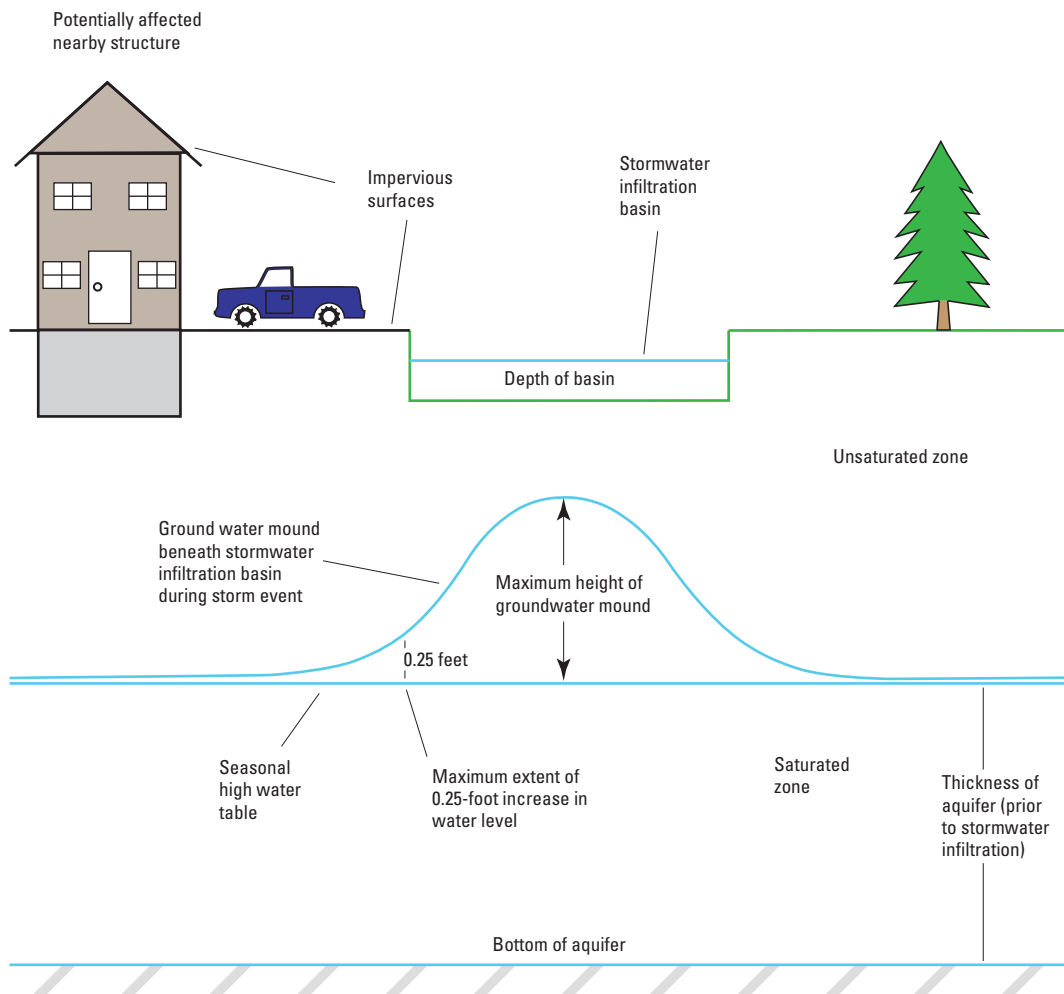 Potentially affected
nearby structure
Impervious
surfaces
Stormwater
infiltration
basin
Depth of basin
Unsaturated zone
Ground water mound
beneath stormwater
infiltration basin
during storm event
Maximum height of
groundwater mound
0.25 feet
Seasonal
high water
table
Maximum extent of
0.25-foot increase in
water level
Saturated
zone
Thickness of
aquifer (prior
to stormwater
infiltration)
Bottom of aquifer